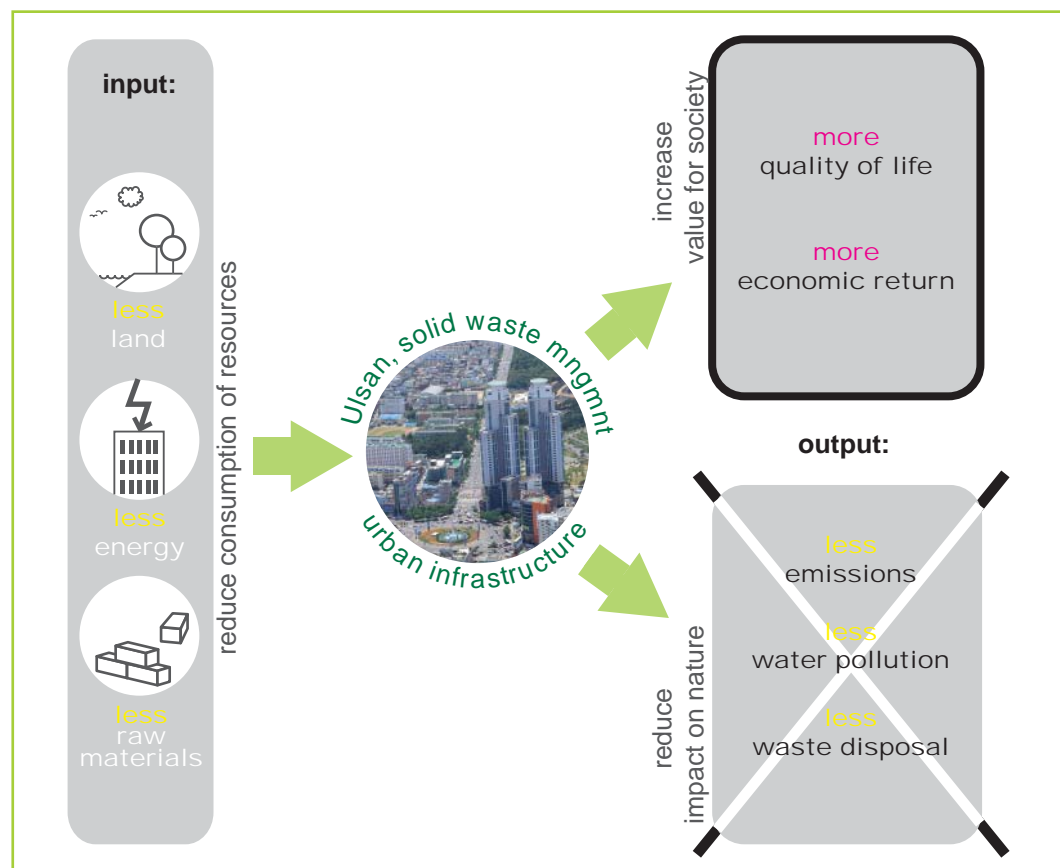 input:
less
land
less
energy
less
raw
materials
reduce consumption of resources
Ulsan, solid waste mngmnt
urban infrastructure
increase
value for society
more
quality of life
more
economic return
output:
reduce
impact on nature
less
emissions
less
water pollution
less
waste disposal